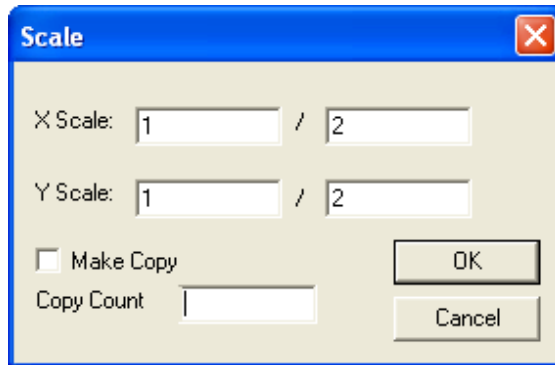 Scale
X Scale: 1 / 2
Y Scale: 1 / 2
Make Copy
OK
Copy Count
Cancel